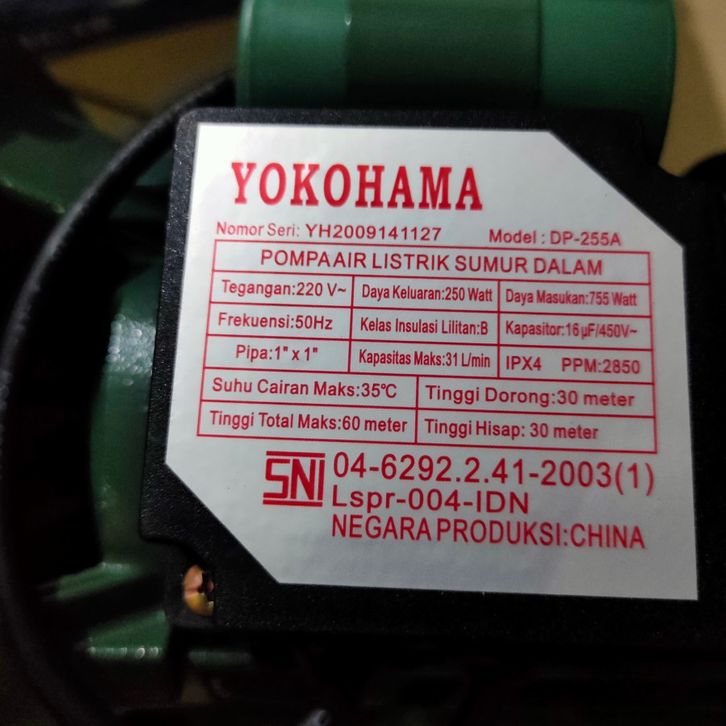 YOKOHAMA
Nomor Seri: YH2009141127 Model : DP-255A
POMPA AIR LISTRIK SUMUR DALAM
Tegangan:220 V~ Daya Keluaran:250 Watt Daya Masukan:755 Watt
Frekuensi:50Hz Kelas Insulasi Lilitan:B Kapasitor:16 µF/450V~
Pipa:1" x 1" Kapasitas Maks:31 L/min IPX4 PPM:2850
Suhu Cairan Maks:35℃ Tinggi Dorong:30 meter
Tinggi Total Maks:60 meter Tinggi Hisap: 30 meter
SNI 04-6292.2.41-2003(1)
Lspr-004-IDN
NEGARA PRODUKSI:CHINA